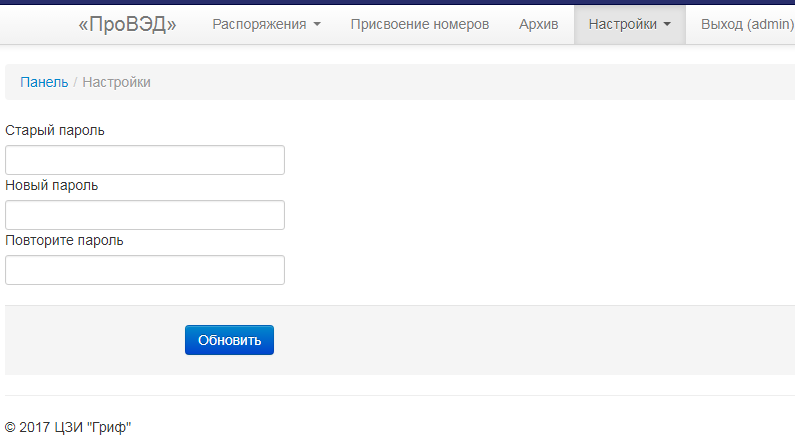 «ПроВЭД» Распоряжения Присвоение номеров Архив Настройки Выход (admin)
Панель / Настройки
Старый пароль
Новый пароль
Повторите пароль
Обновить
© 2017 ЦЗИ "Гриф"